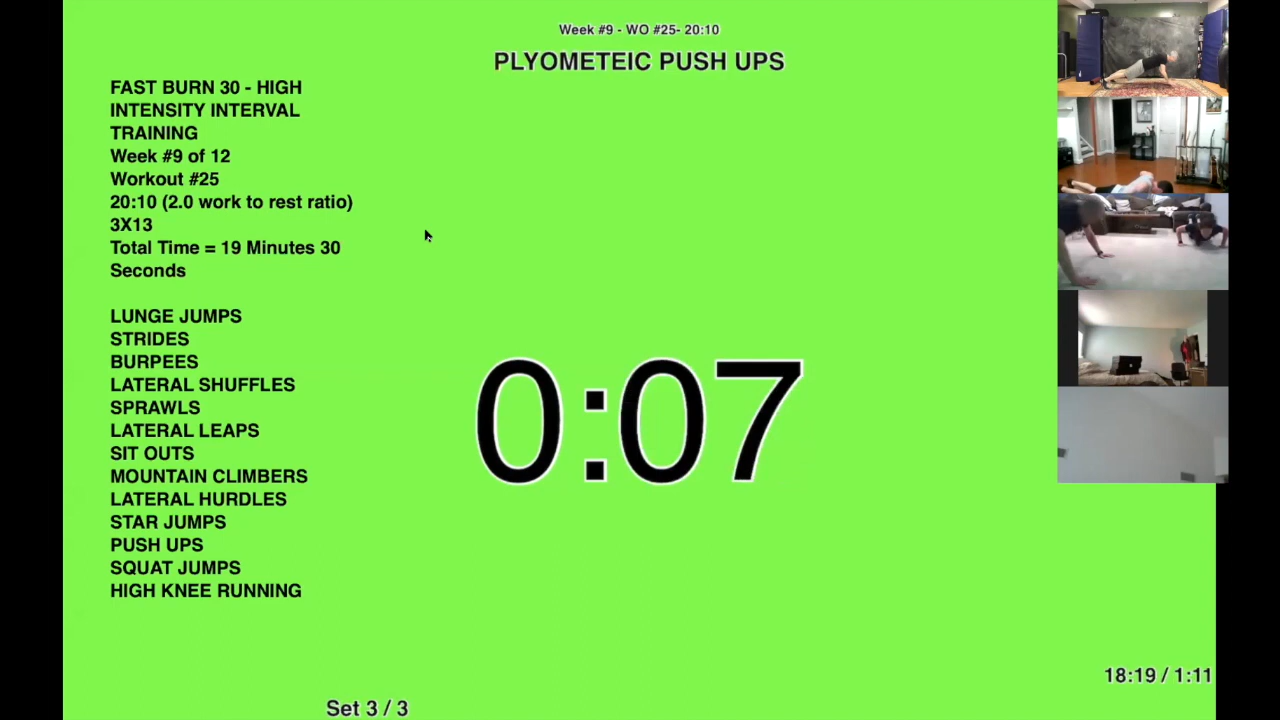 Week #9 - WO #25- 20:10
PLYOMETEIC PUSH UPS
FAST BURN 30 - HIGH
INTENSITY INTERVAL
TRAINING
Week #9 of 12
Workout #25
20:10 (2.0 work to rest ratio)
3X13
Total Time = 19 Minutes 30
Seconds
LUNGE JUMPS
STRIDES
BURPEES
LATERAL SHUFFLES
SPRAWLS
LATERAL LEAPS
SIT OUTS
MOUNTAIN CLIMBERS
LATERAL HURDLES
STAR JUMPS
PUSH UPS
SQUAT JUMPS
HIGH KNEE RUNNING
0:07
18:19 / 1:11
Set 3 / 3